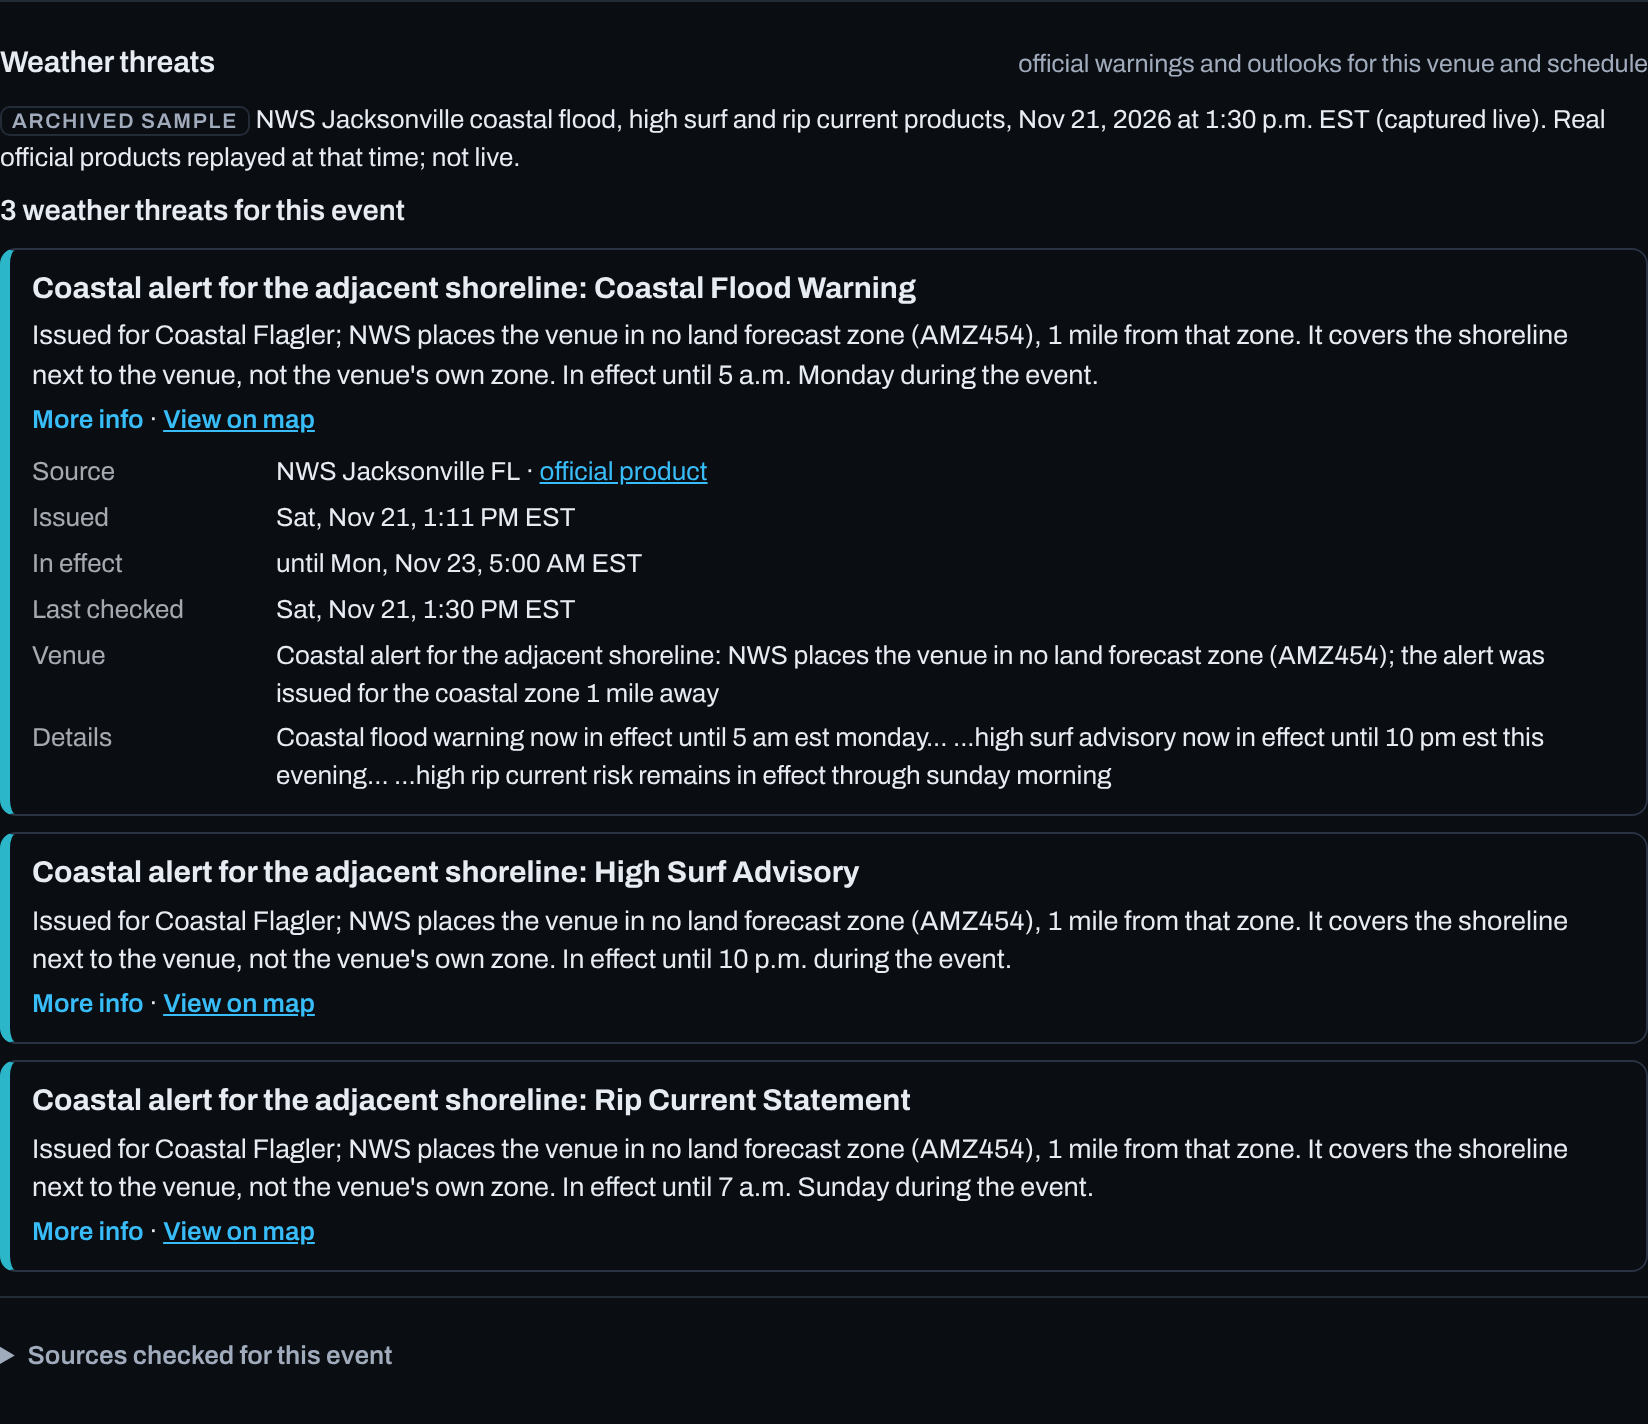 Weather threats
official warnings and outlooks for this venue and schedule
ARCHIVED SAMPLE NWS Jacksonville coastal flood, high surf and rip current products, Nov 21, 2026 at 1:30 p.m. EST (captured live). Real
official products replayed at that time; not live.
3 weather threats for this event
Coastal alert for the adjacent shoreline: Coastal Flood Warning
Issued for Coastal Flagler; NWS places the venue in no land forecast zone (AMZ454), 1 mile from that zone. It covers the shoreline
next to the venue, not the venue's own zone. In effect until 5 a.m. Monday during the event.
More info · View on map
Source NWS Jacksonville FL · official product
Issued Sat, Nov 21, 1:11 PM EST
In effect until Mon, Nov 23, 5:00 AM EST
Last checked Sat, Nov 21, 1:30 PM EST
Venue Coastal alert for the adjacent shoreline: NWS places the venue in no land forecast zone (AMZ454); the alert was
issued for the coastal zone 1 mile away
Details Coastal flood warning now in effect until 5 am est monday... ...high surf advisory now in effect until 10 pm est this
evening... ...high rip current risk remains in effect through sunday morning
Coastal alert for the adjacent shoreline: High Surf Advisory
Issued for Coastal Flagler; NWS places the venue in no land forecast zone (AMZ454), 1 mile from that zone. It covers the shoreline
next to the venue, not the venue's own zone. In effect until 10 p.m. during the event.
More info · View on map
Coastal alert for the adjacent shoreline: Rip Current Statement
Issued for Coastal Flagler; NWS places the venue in no land forecast zone (AMZ454), 1 mile from that zone. It covers the shoreline
next to the venue, not the venue's own zone. In effect until 7 a.m. Sunday during the event.
More info · View on map
Sources checked for this event